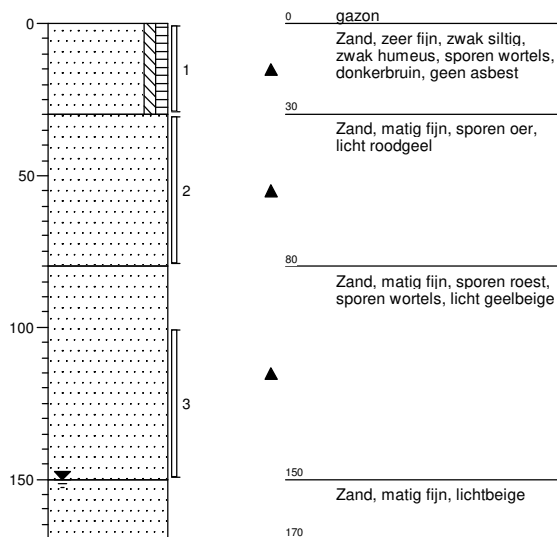 0
gazon
0
Zand, zeer fijn, zwak siltig,
zwak humeus, sporen wortels,
donkerbruin, geen asbest
1
30
Zand, matig fijn, sporen oer,
licht roodgeel
50
2
80
Zand, matig fijn, sporen roest,
sporen wortels, licht geelbeige
100
3
150
150
Zand, matig fijn, lichtbeige
170